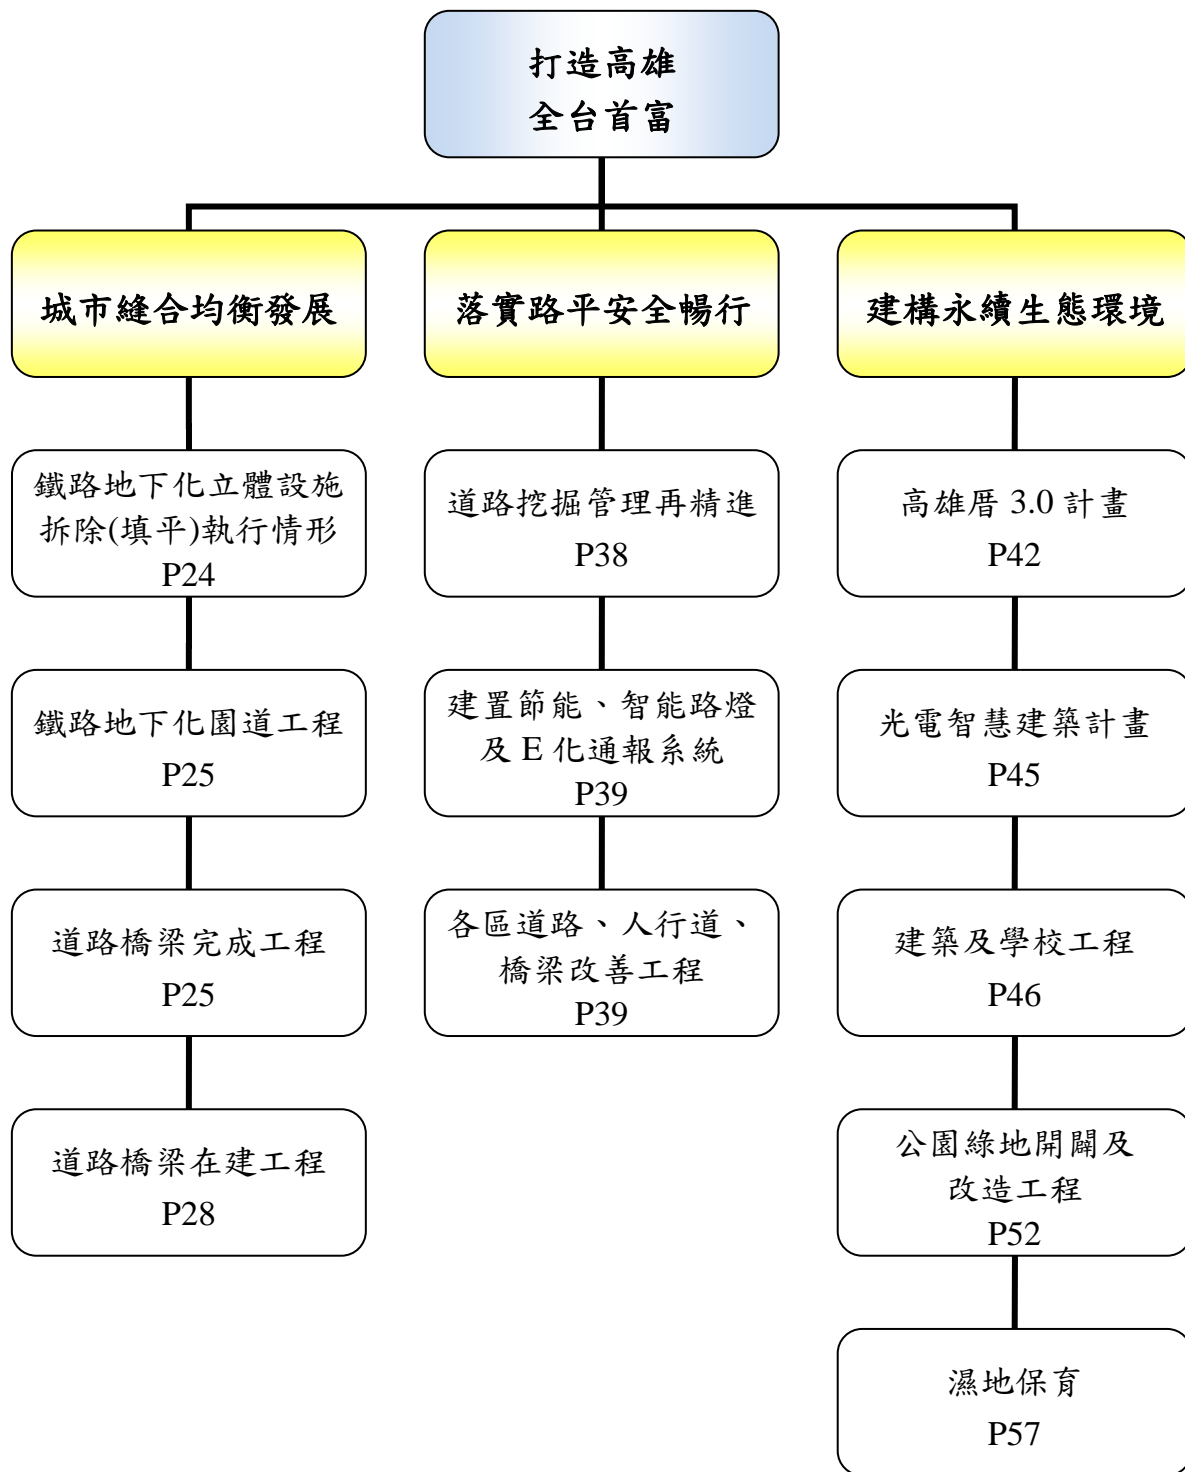 打造高雄
全台首富
城市縫合均衡發展
鐵路地下化立體設施
拆除(填平)執行情形
P24
鐵路地下化園道工程
P25
道路橋梁完成工程
P25
道路橋梁在建工程
P28
落實路平安全暢行
道路挖掘管理再精進
P38
建置節能、智能路燈
及 E 化通報系統
P39
各區道路、人行道、
橋梁改善工程
P39
建構永續生態環境
高雄厝 3.0 計畫
P42
光電智慧建築計畫
P45
建築及學校工程
P46
公園綠地開闢及
改造工程
P52
濕地保育
P57